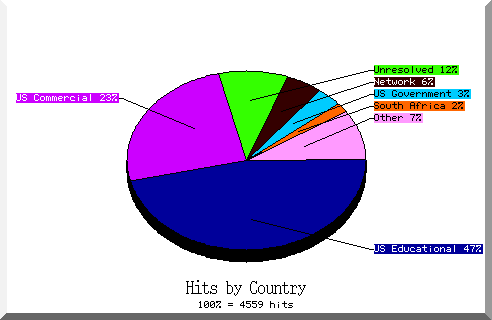 Unresolved 12%
Network 6%
US Government 3%
US Commercial 23%
South Africa 2%
Other 7%
US Educational 47%
Hits by Country
100% = 4559 hits